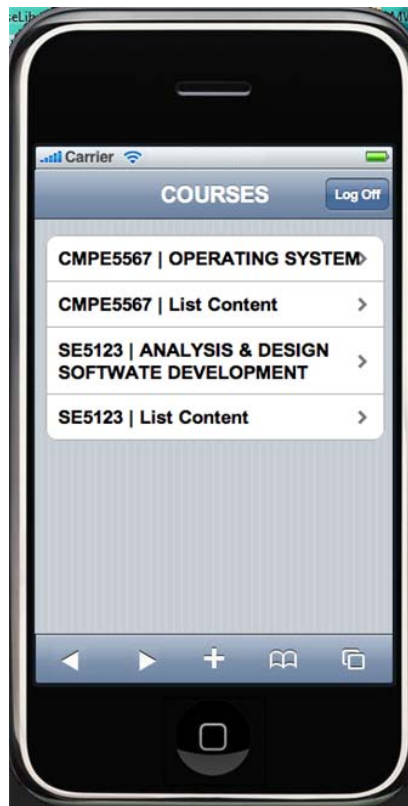 Carrier
COURSES
Log Off
CMPE5567 | OPERATING SYSTEM
CMPE5567 | List Content
SE5123 | ANALYSIS & DESIGN
SOFTWATE DEVELOPMENT
SE5123 | List Content